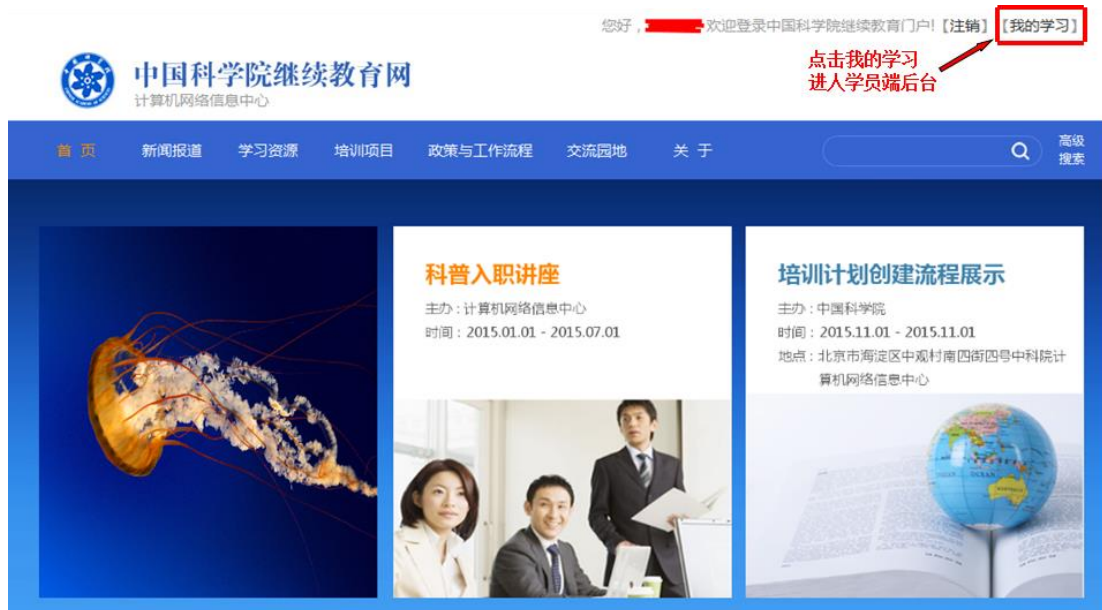 您好， 欢迎登录中国科学院继续教育门户!【注销】【我的学习】
点击我的学习
进入学员端后台
中国科学院继续教育网
计算机网络信息中心
首 页 新闻报道 学习资源 培训项目 政策与工作流程 交流园地 关 于
高级
搜索
科普入职讲座
主办：计算机网络信息中心
时间：2015.01.01 - 2015.07.01
培训计划创建流程展示
主办：中国科学院
时间：2015.11.01 - 2015.11.01
地点：北京市海淀区中观村南四街四号中科院计
算机网络信息中心